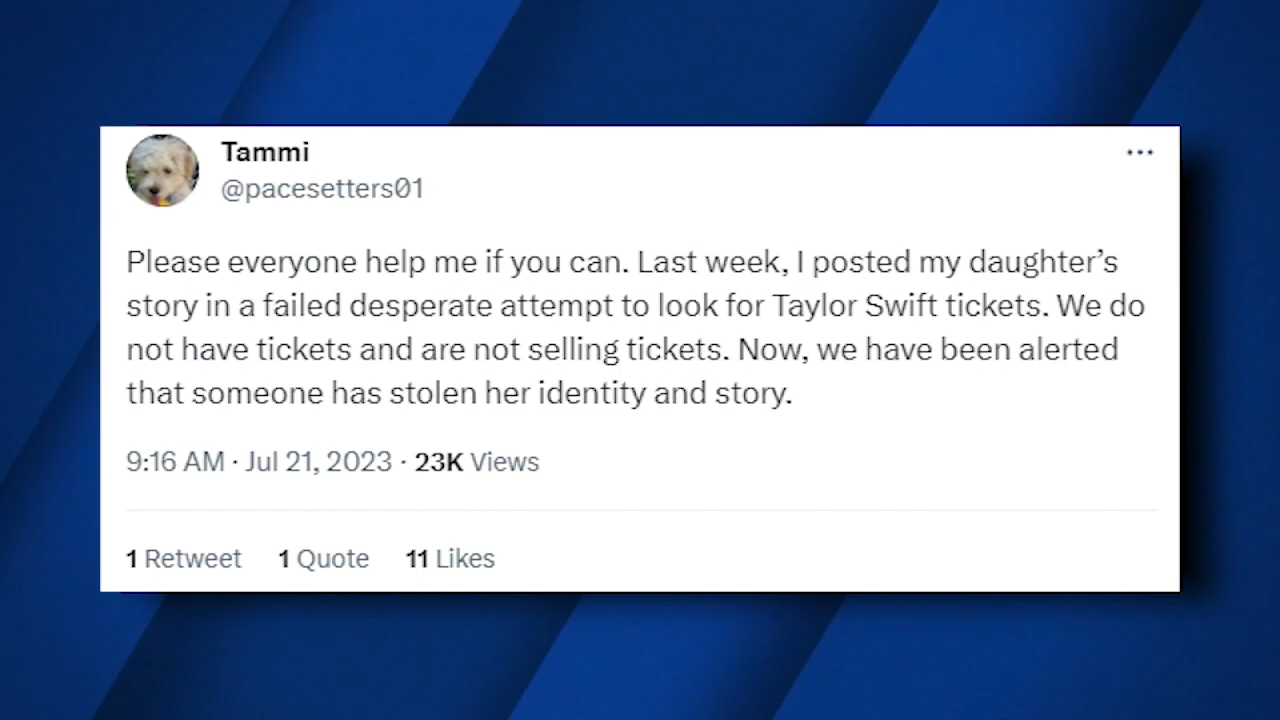 Tammi
@pacesetters01
Please everyone help me if you can. Last week, I posted my daughter’s
story in a failed desperate attempt to look for Taylor Swift tickets. We do
not have tickets and are not selling tickets. Now, we have been alerted
that someone has stolen her identity and story.
9:16 AM · Jul 21, 2023 · 23K Views
1 Retweet 1 Quote 11 Likes